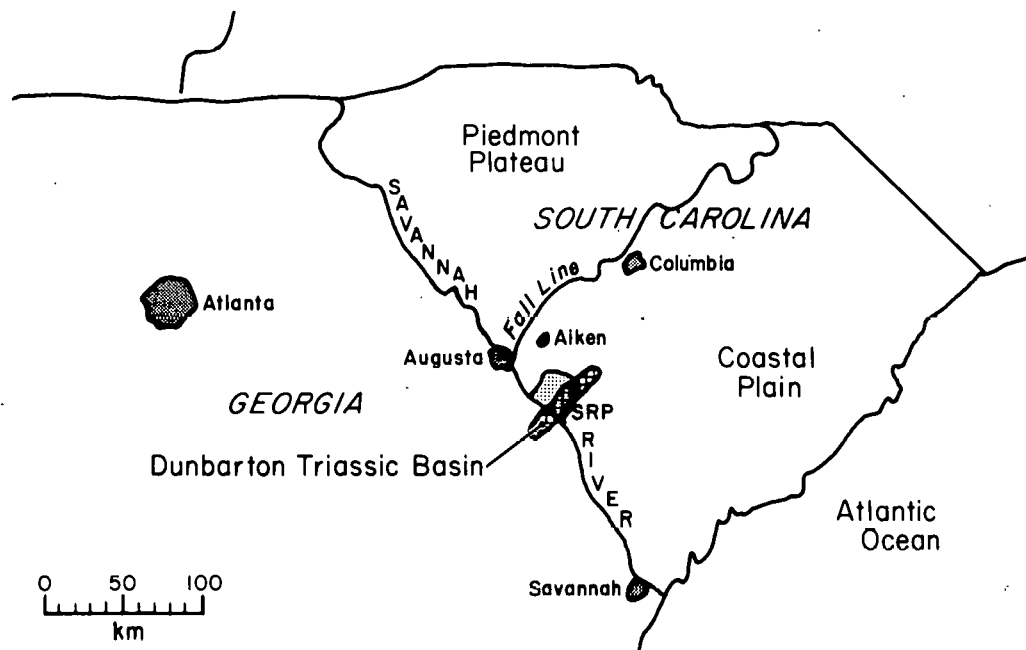 Piedmont
Plateau
SAVANNAH
SOUTH CAROLINA
Fall Line
Columbia
Atlanta
Aiken
Augusta
Coastal
Plain
GEORGIA
SRP
Dunbarton Triassic Basin
RIVER
Atlantic
Ocean
0 50 100
km
Savannah